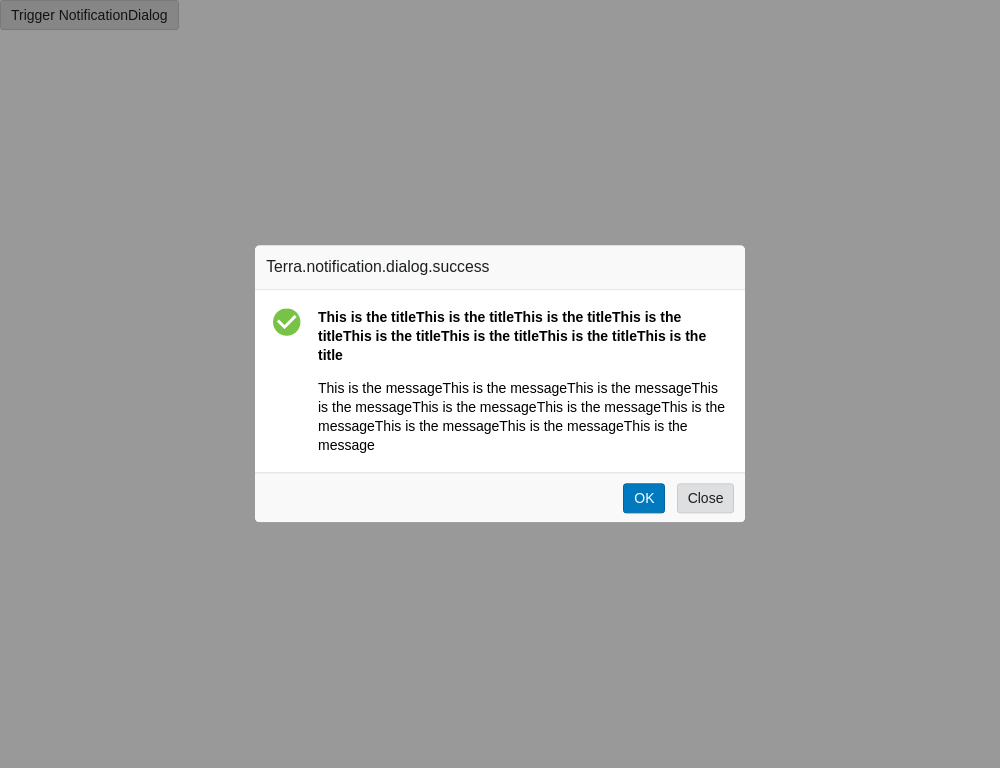 Trigger NotificationDialog
Terra.notification.dialog.success
This is the titleThis is the titleThis is the titleThis is the
titleThis is the titleThis is the titleThis is the titleThis is the
title
This is the messageThis is the messageThis is the messageThis
is the messageThis is the messageThis is the messageThis is the
messageThis is the messageThis is the messageThis is the
message
OK
Close